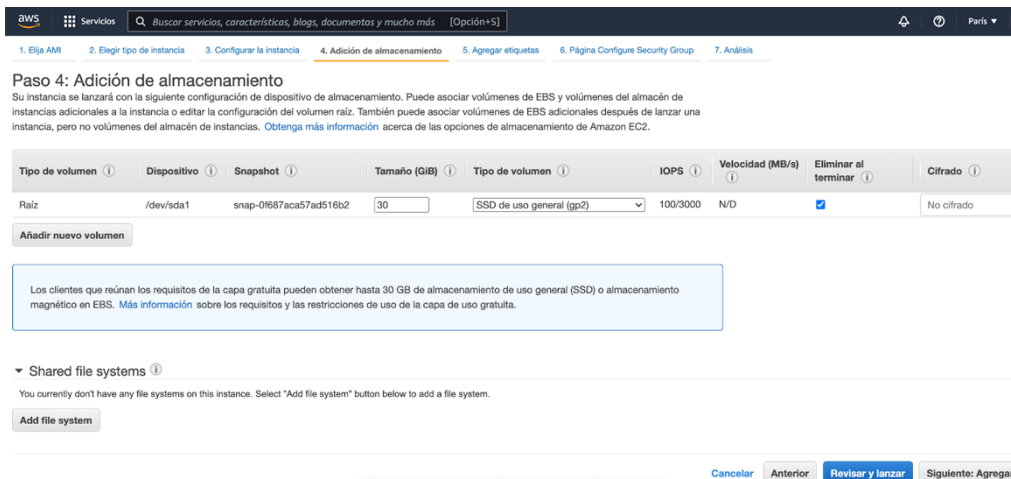 aws Servicios Buscar servicios, características, blogs, documentos y mucho más [Opción+S] París
1. Elija AMI 2. Elegir tipo de instancia 3. Configurar la instancia 4. Adición de almacenamiento 5. Agregar etiquetas 6. Página Configure Security Group 7. Análisis
Paso 4: Adición de almacenamiento
Su instancia se lanzará con la siguiente configuración de dispositivo de almacenamiento. Puede asociar volúmenes de EBS y volúmenes del almacén de
instancias adicionales a la instancia o editar la configuración del volumen raíz. También puede asociar volúmenes de EBS adicionales después de lanzar una
instancia, pero no volúmenes del almacén de instancias. Obtenga más información acerca de las opciones de almacenamiento de Amazon EC2.
Tipo de volumen Dispositivo Snapshot Tamaño (GiB) Tipo de volumen IOPS Velocidad (MB/s) Eliminar al terminar Cifrado
Raíz /dev/sda1 snap-0f687aca57ad516b2 30 SSD de uso general (gp2) 100/3000 N/D No cifrado
Añadir nuevo volumen
Los clientes que reúnan los requisitos de la capa gratuita pueden obtener hasta 30 GB de almacenamiento de uso general (SSD) o almacenamiento
magnético en EBS. Más información sobre los requisitos y las restricciones de uso de la capa de uso gratuita.
Shared file systems
You currently don't have any file systems on this instance. Select "Add file system" button below to add a file system.
Add file system
Cancelar Anterior Revisar y lanzar Siguiente: Agregar